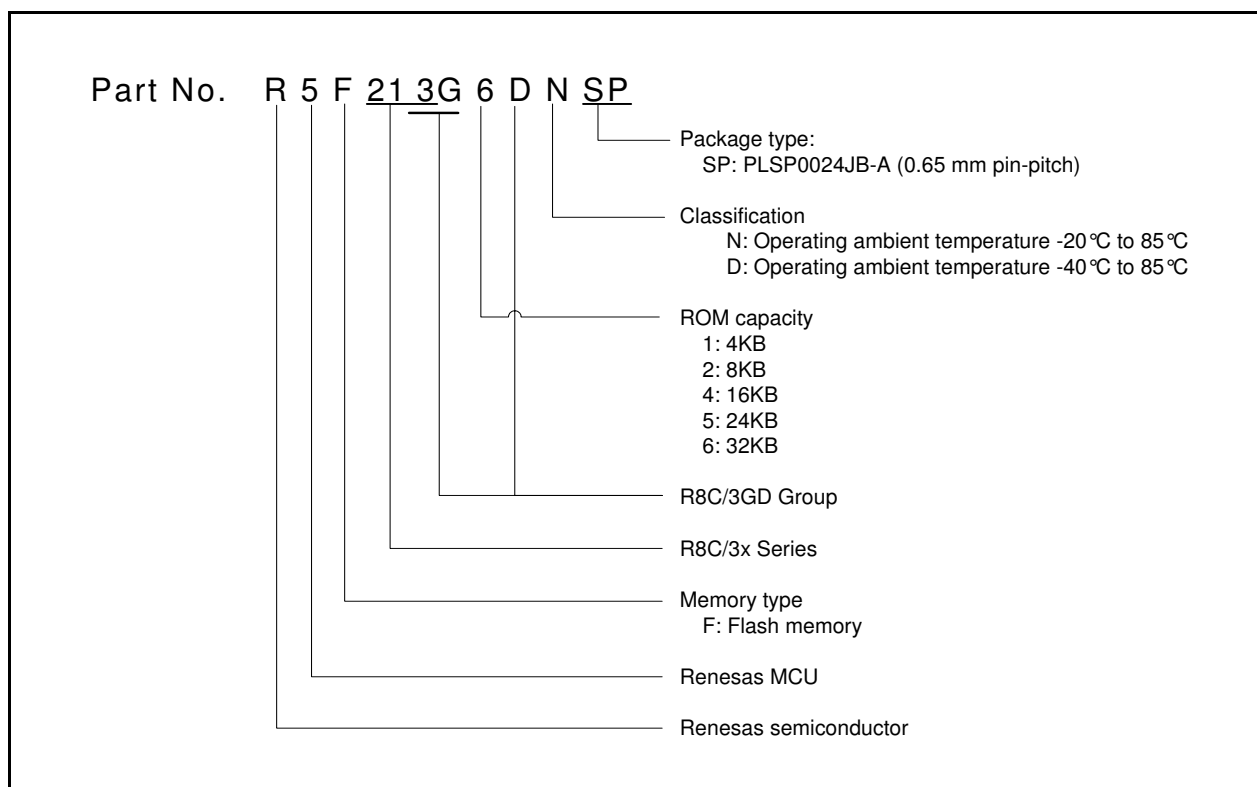 Part No. R 5 F 21 3G 6 D N SP
Package type:
SP: PLSP0024JB-A (0.65 mm pin-pitch)
Classification
N: Operating ambient temperature -20°C to 85°C
D: Operating ambient temperature -40°C to 85°C
ROM capacity
1: 4KB
2: 8KB
4: 16KB
5: 24KB
6: 32KB
R8C/3GD Group
R8C/3x Series
Memory type
F: Flash memory
Renesas MCU
Renesas semiconductor